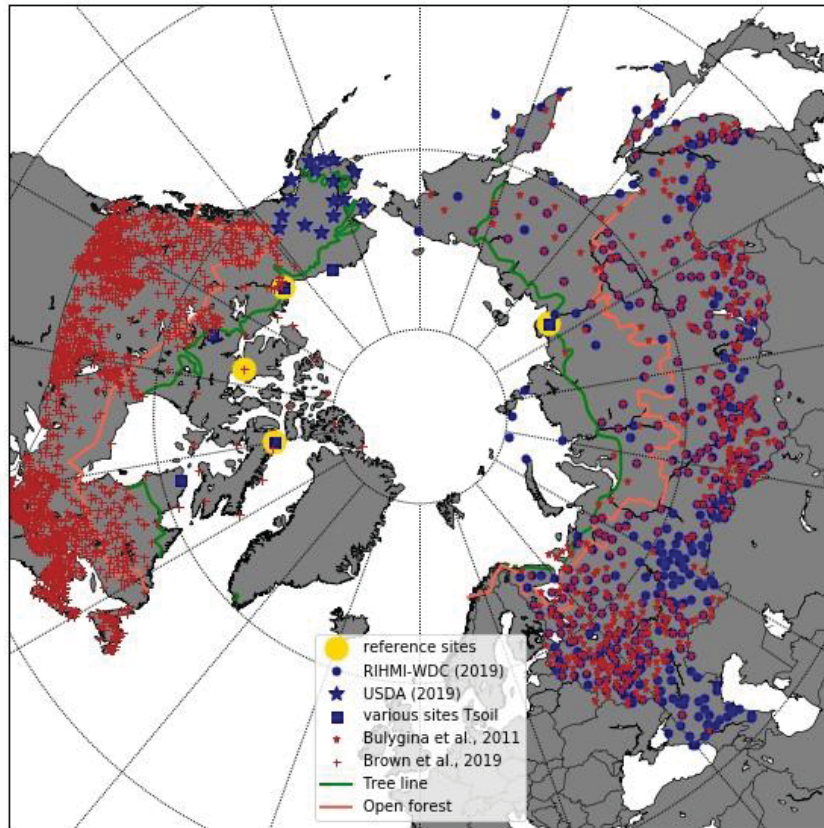 reference sites
RIHMI-WDC (2019)
USDA (2019)
various sites Tsoil
Bulygina et al., 2011
Brown et al., 2019
Tree line
Open forest